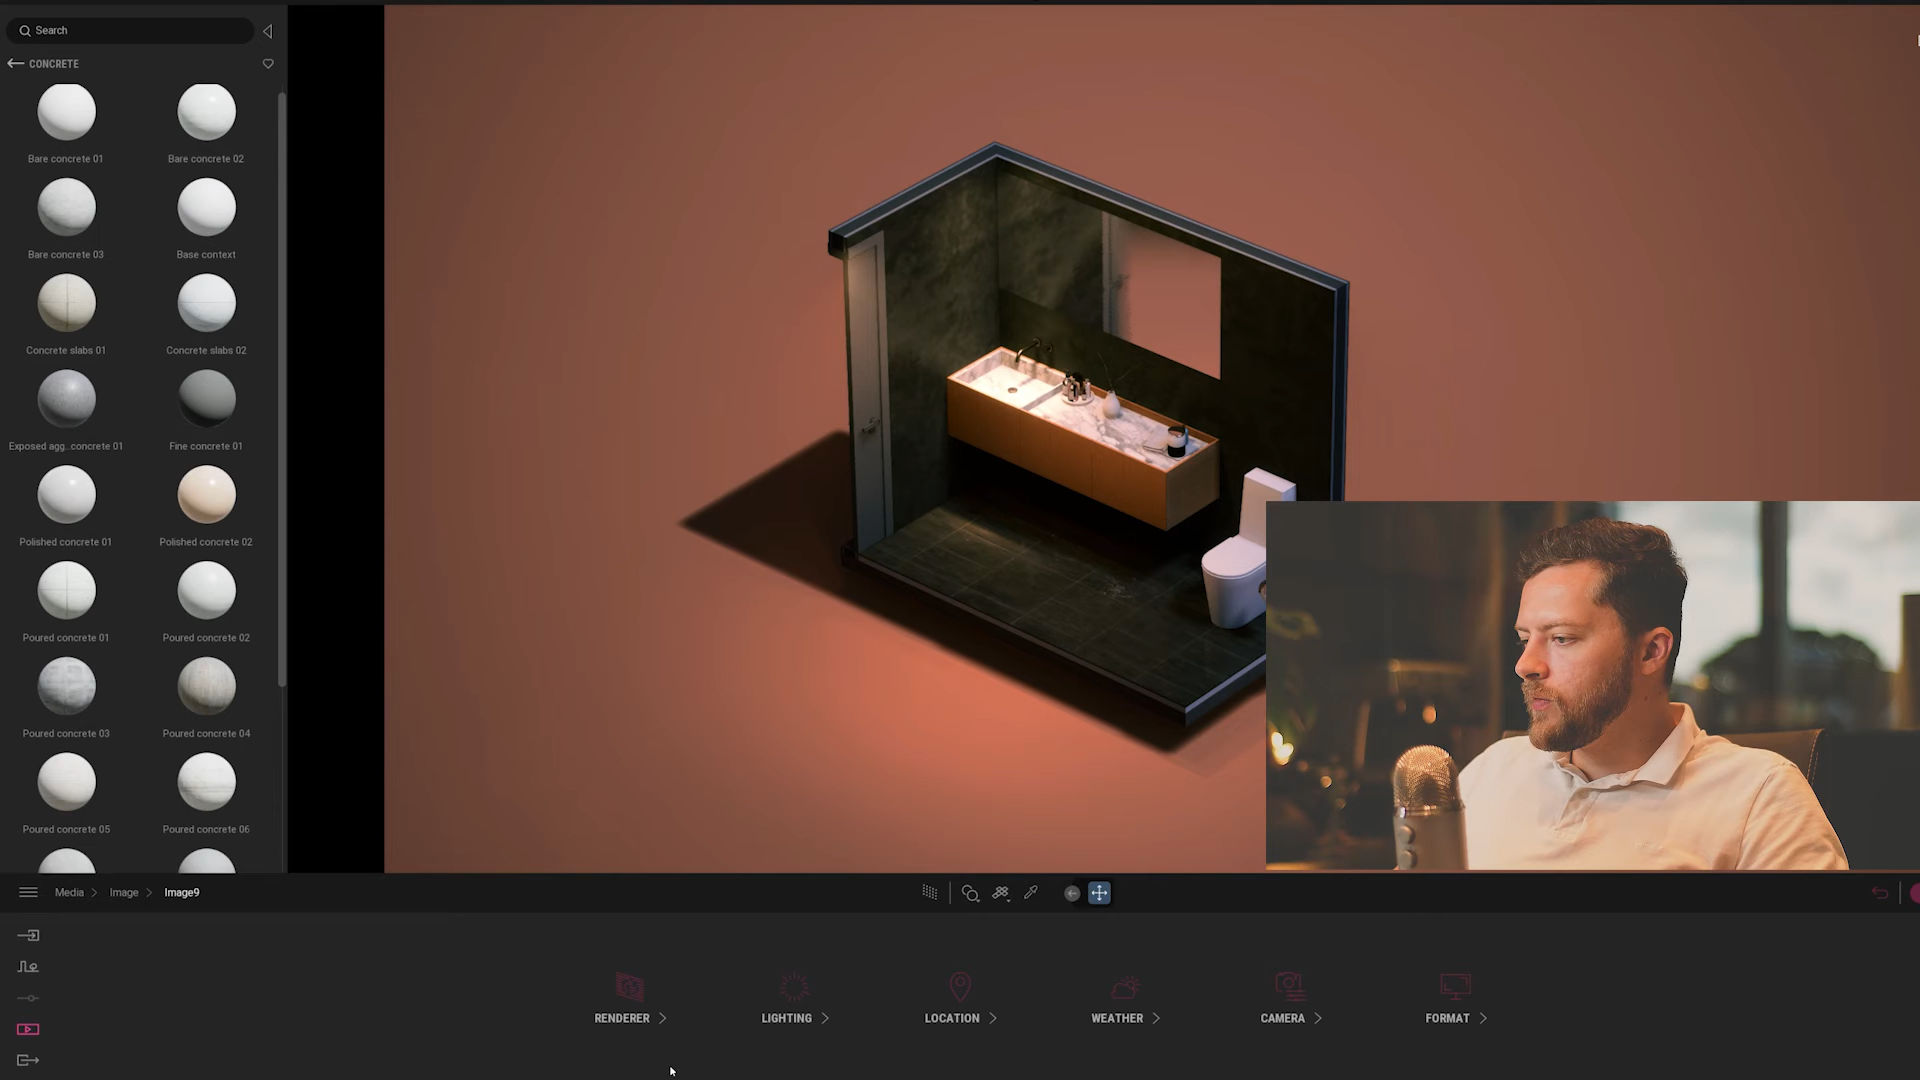 Search
CONCRETE
Bare concrete 01
Bare concrete 02
Bare concrete 03
Base context
Concrete slabs 01
Concrete slabs 02
Exposed agg...concrete 01
Fine concrete 01
Polished concrete 01
Polished concrete 02
Poured concrete 01
Poured concrete 02
Poured concrete 03
Poured concrete 04
Poured concrete 05
Poured concrete 06
Media
Image
Image9
RENDERER
LIGHTING
LOCATION
WEATHER
CAMERA
FORMAT